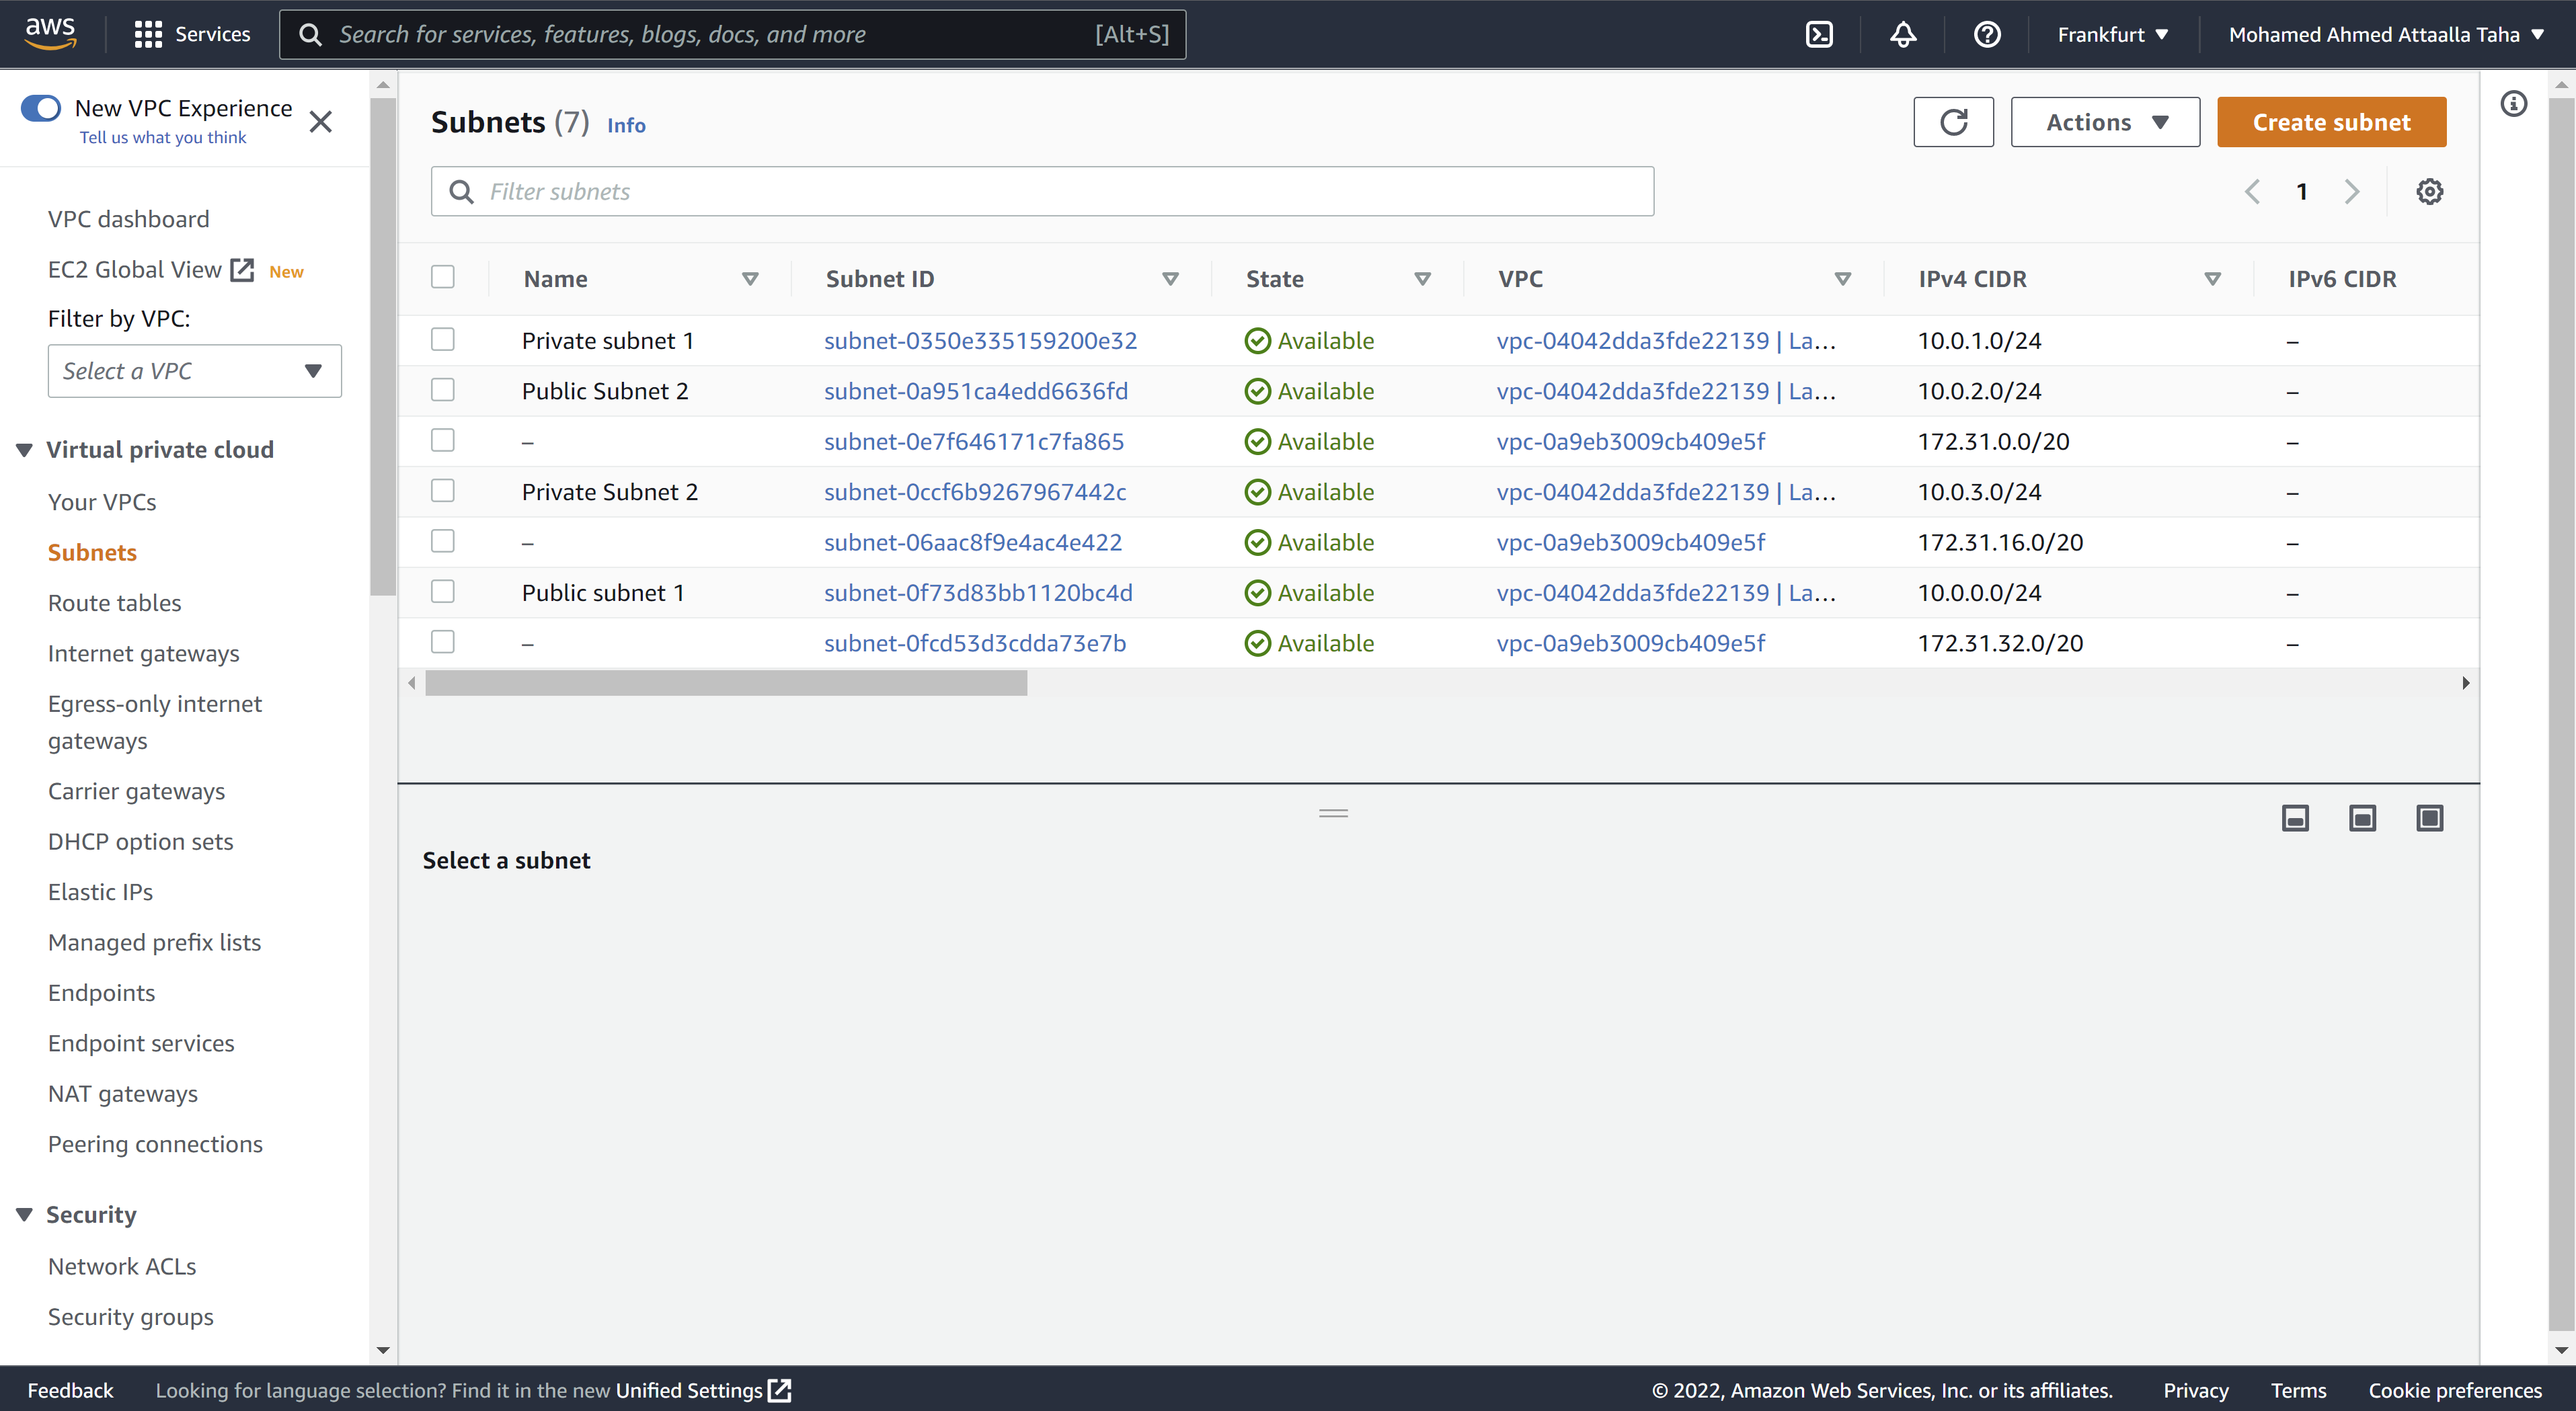 aws
Services
Search for services, features, blogs, docs, and more [Alt+S]
Frankfurt ▼
Mohamed Ahmed Attaalla Taha ▼
New VPC Experience
Tell us what you think
VPC dashboard
EC2 Global View New
Filter by VPC:
Select a VPC
Virtual private cloud
Your VPCs
Subnets
Route tables
Internet gateways
Egress-only internet
gateways
Carrier gateways
DHCP option sets
Elastic IPs
Managed prefix lists
Endpoints
Endpoint services
NAT gateways
Peering connections
Security
Network ACLs
Security groups
Subnets (7) Info
Actions ▼
Create subnet
Filter subnets
1
Name Subnet ID State VPC IPv4 CIDR IPv6 CIDR
Private subnet 1 subnet-0350e335159200e32 Available vpc-04042dda3fde22139 | La... 10.0.1.0/24 –
Public Subnet 2 subnet-0a951ca4edd6636fd Available vpc-04042dda3fde22139 | La... 10.0.2.0/24 –
– subnet-0e7f646171c7fa865 Available vpc-0a9eb3009cb409e5f 172.31.0.0/20 –
Private Subnet 2 subnet-0ccf6b9267967442c Available vpc-04042dda3fde22139 | La... 10.0.3.0/24 –
– subnet-06aac8f9e4ac4e422 Available vpc-0a9eb3009cb409e5f 172.31.16.0/20 –
Public subnet 1 subnet-0f73d83bb1120bc4d Available vpc-04042dda3fde22139 | La... 10.0.0.0/24 –
– subnet-0fcd53d3cdda73e7b Available vpc-0a9eb3009cb409e5f 172.31.32.0/20 –
Select a subnet
Feedback
Looking for language selection? Find it in the new Unified Settings
© 2022, Amazon Web Services, Inc. or its affiliates.
Privacy
Terms
Cookie preferences